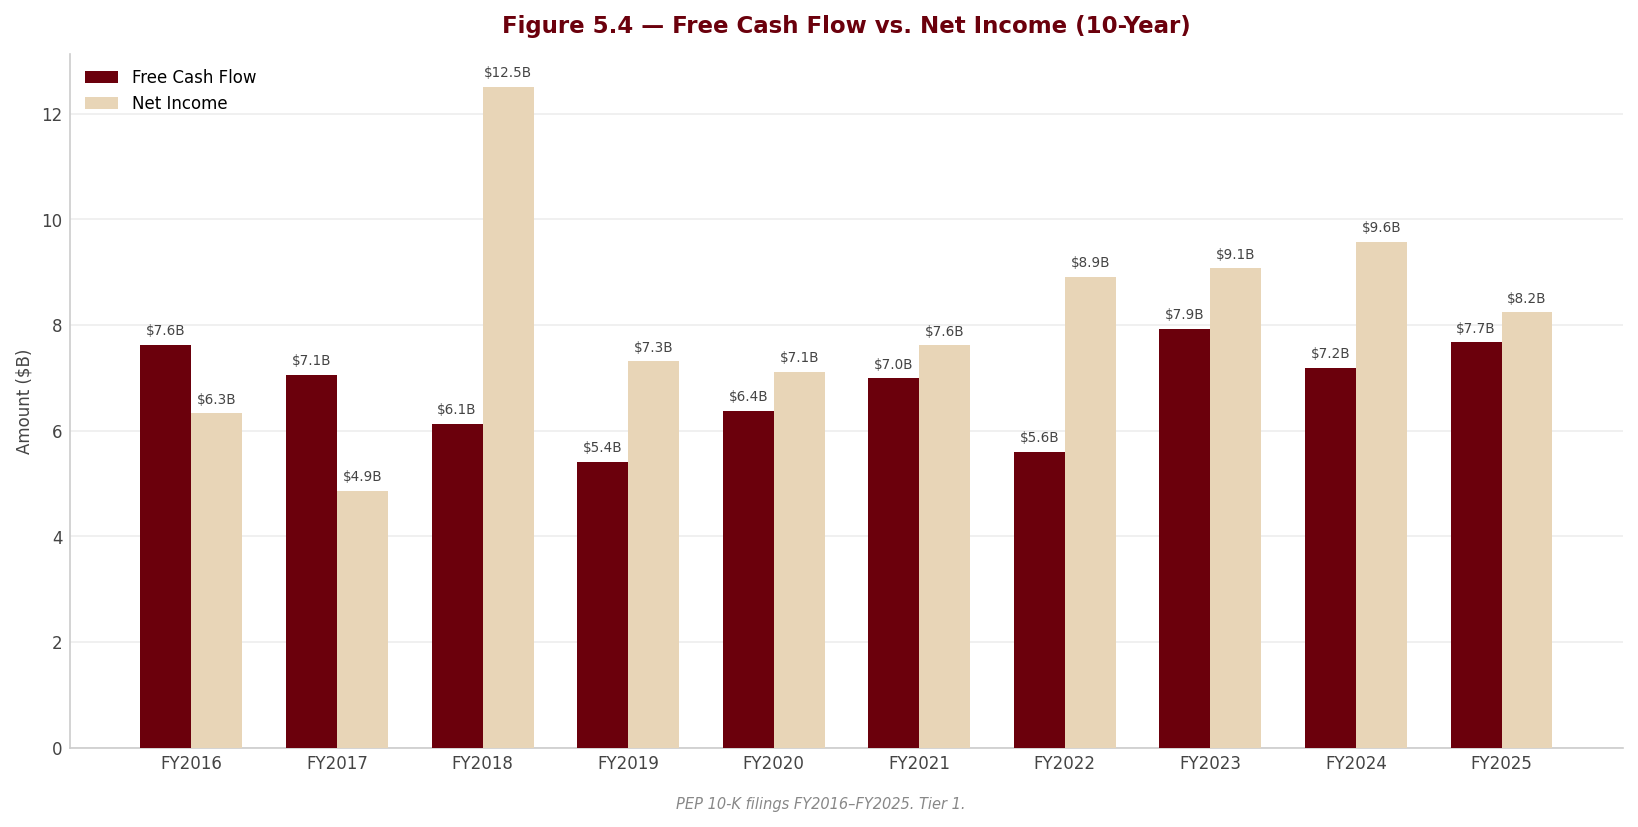 Figure 5.4 — Free Cash Flow vs. Net Income (10-Year)
Free Cash Flow
Net Income
Amount ($B)
12
10
8
6
4
2
0
$7.6B
$6.3B
$7.1B
$4.9B
$6.1B
$12.5B
$5.4B
$7.3B
$6.4B
$7.1B
$7.0B
$7.6B
$5.6B
$8.9B
$7.9B
$9.1B
$7.2B
$9.6B
$7.7B
$8.2B
FY2016 FY2017 FY2018 FY2019 FY2020 FY2021 FY2022 FY2023 FY2024 FY2025
PEP 10-K filings FY2016–FY2025. Tier 1.